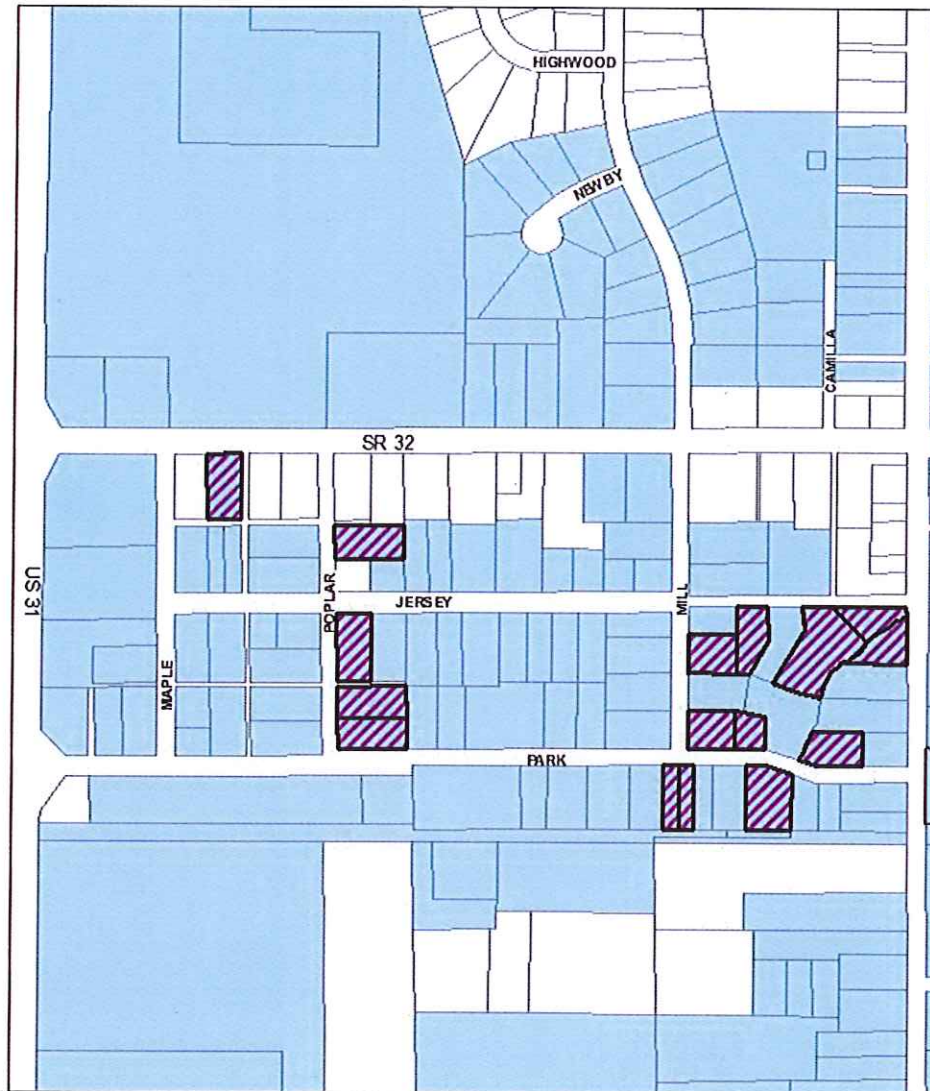 HIGHWOOD
NEWBY
CAMILLA
SR 32
US 31
POPLAR
JERSEY
MILL
MAPLE
PARK